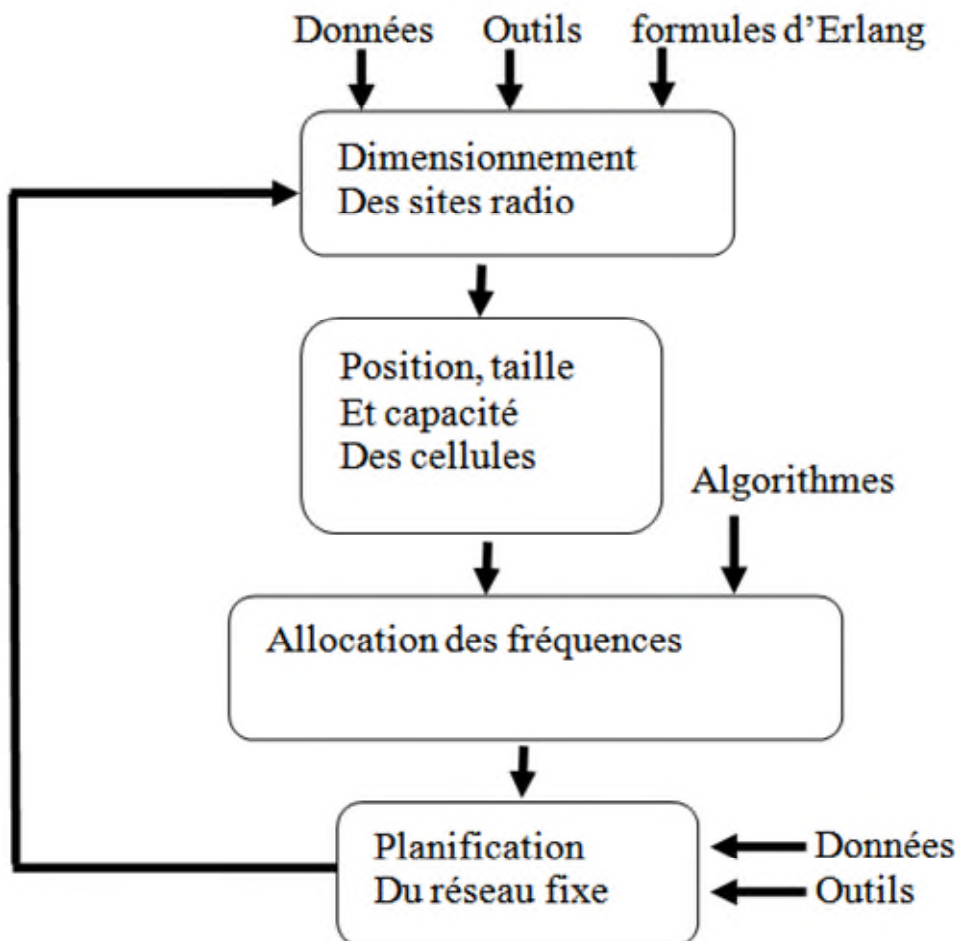 Données Outils formules d’Erlang
Dimensionnement
Des sites radio
Position, taille
Et capacité
Des cellules
Algorithmes
Allocation des fréquences
Planification
Du réseau fixe
Données
Outils